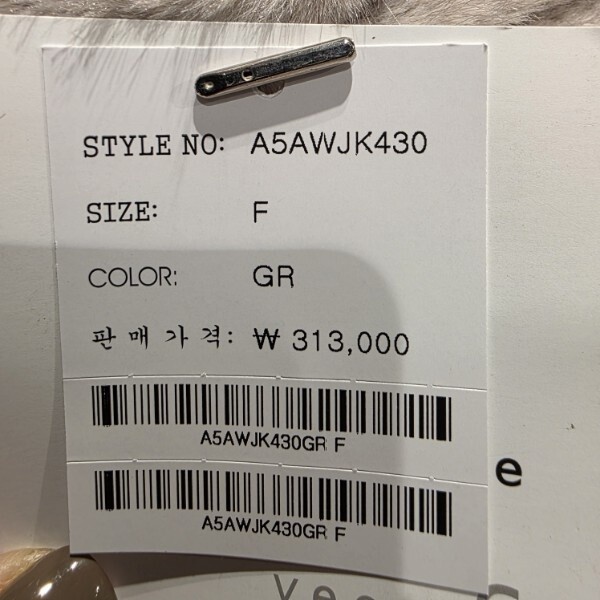 STYLE NO: A5AWJK430
SIZE: F
COLOR: GR
판 매 가 격: ₩ 313,000
A5AWJK430GR F
e
A5AWJK430GR F